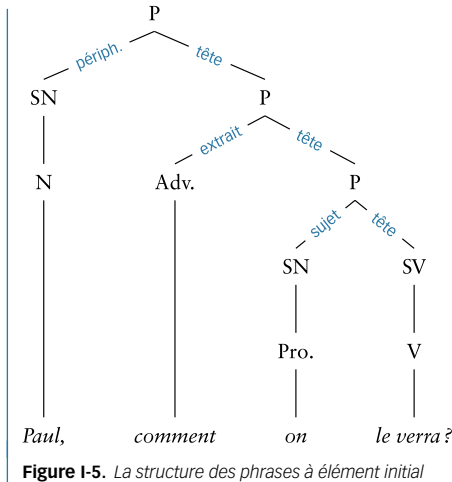 P
périph. tête
SN P
extrait tête
N Adv. P
sujet tête
SN SV
Pro. V
Paul, comment on le verra ?
Figure I-5. La structure des phrases à élément initial